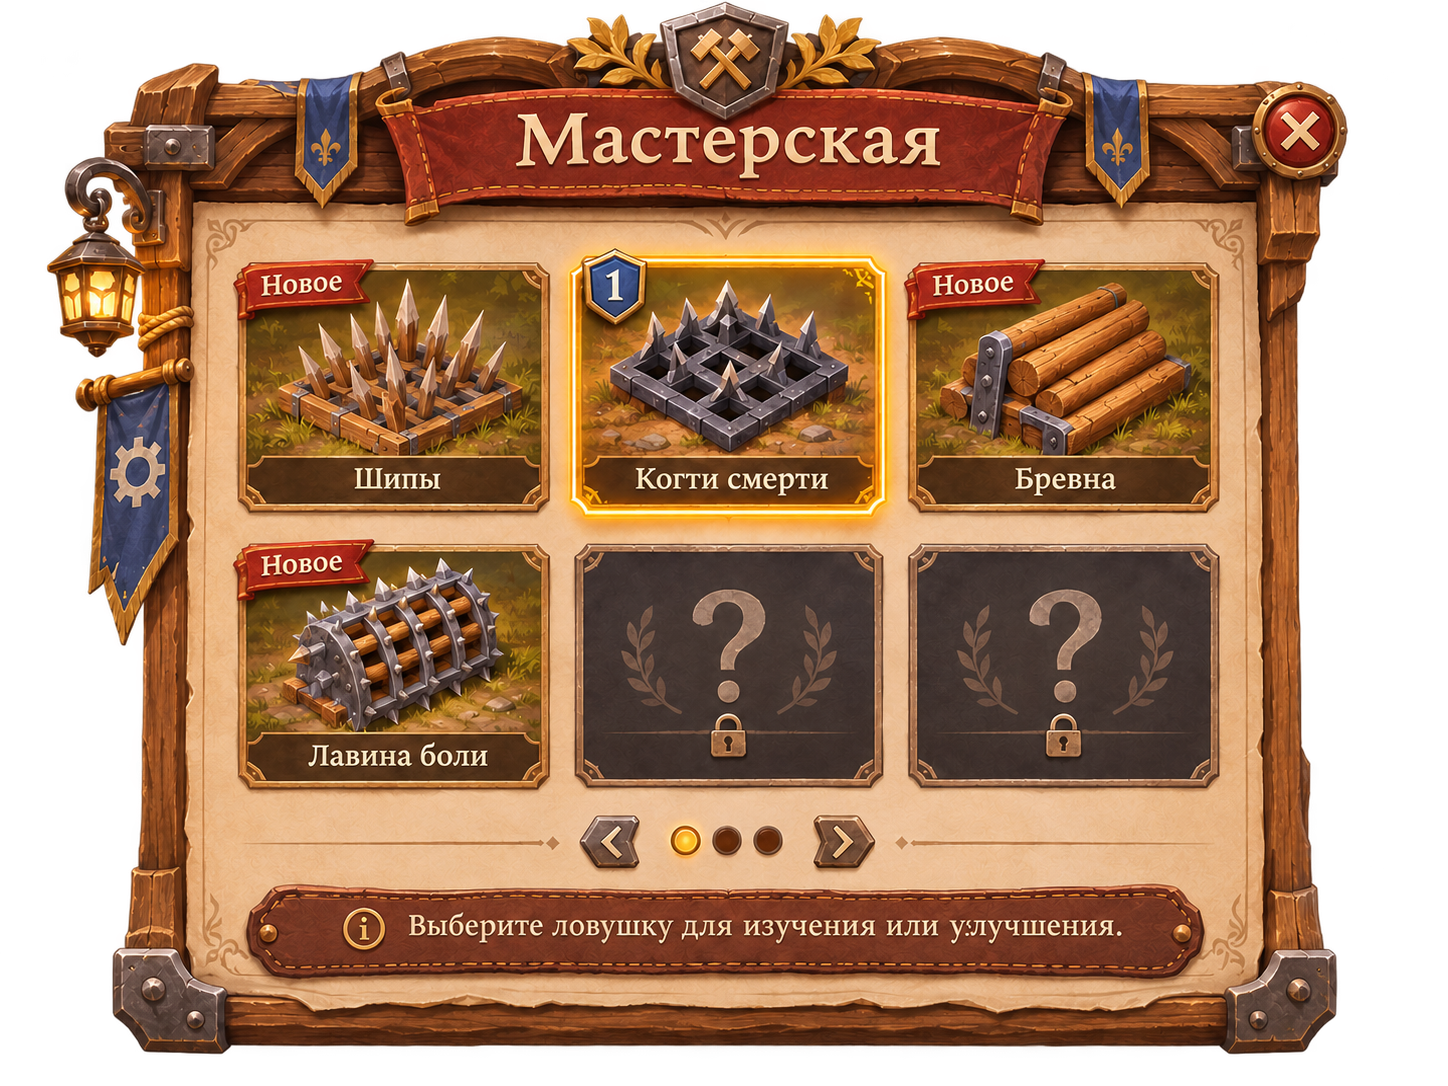 Мастерская
Новое
1
Новое
Шипы
Когти смерти
Бревна
Новое
?
?
Лавина боли
i Выберите ловушку для изучения или улучшения.